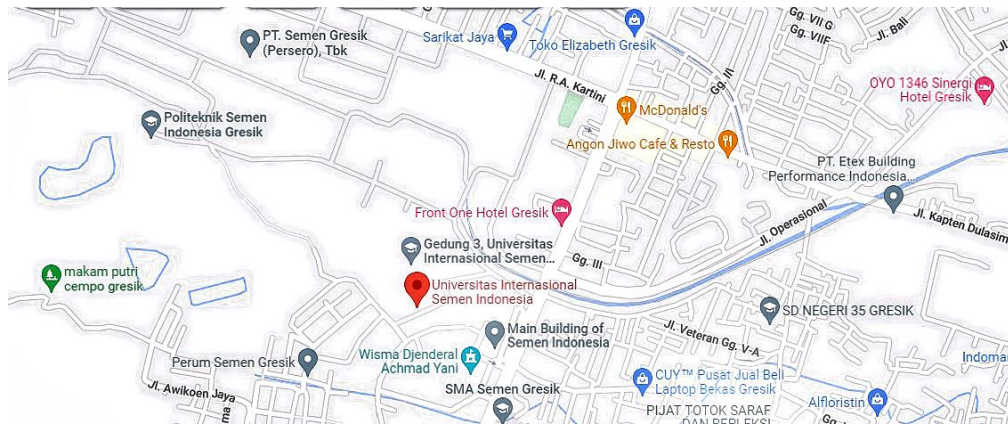 PT. Semen Gresik
(Persero), Tbk
Sarikat Jaya
Toko Elizabeth Gresik
Gg. VII G
Gg. VIIF
Jl. Bali
Gg. III
Jl. R.A. Kartini
OYO 1346 Sinergi
Hotel Gresik
McDonald's
Politeknik Semen
Indonesia Gresik
Angon Jiwo Cafe & Resto
PT. Etex Building
Performance Indonesia...
Front One Hotel Gresik
Jl. Operasional
Jl. Kapten Dulasim
Gedung 3, Universitas
Internasional Semen...
Gg. III
makam putri
cempo gresik
Universitas Internasional
Semen Indonesia
SD NEGERI 35 GRESIK
Main Building of
Semen Indonesia
Jl. Veteran Gg. V-A
Perum Semen Gresik
Wisma Djenderal
Achmad Yani
Indomar
CUY™ Pusat Jual Beli
Laptop Bekas Gresik
Jl. Awikoen Jaya
SMA Semen Gresik
Alfloristin
PIJAT TOTOK SARAF
DAN REFLEKSI